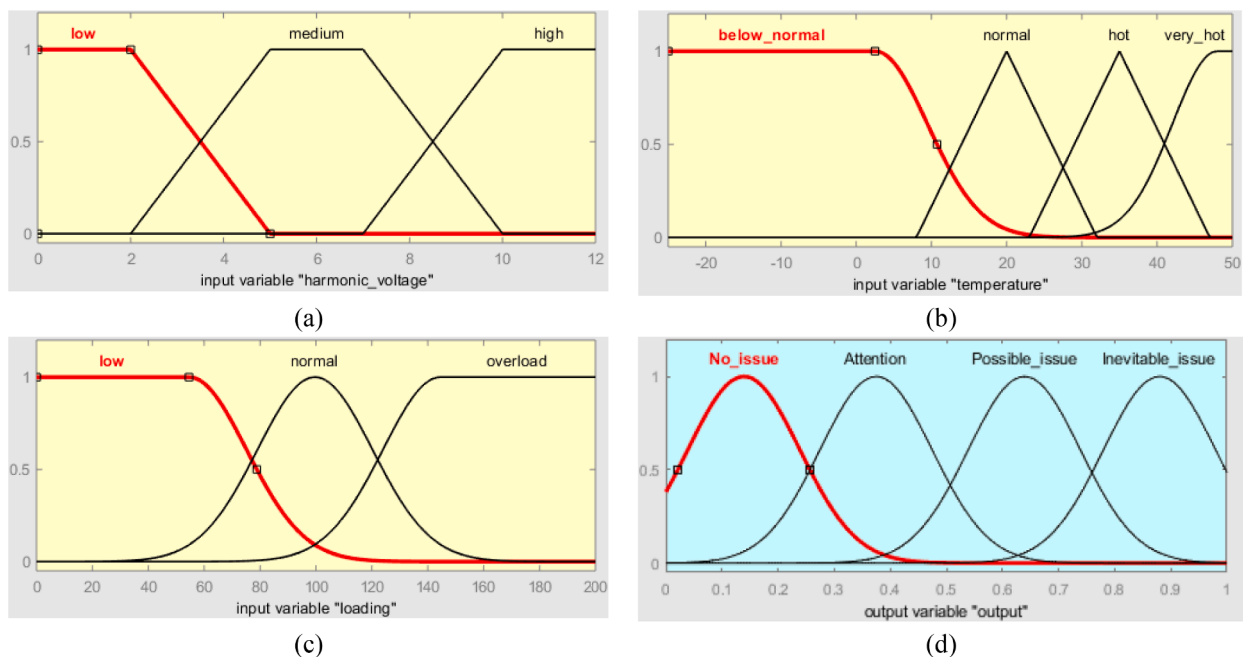 low medium high
1
0.5
0
0 2 4 6 8 10 12
input variable "harmonic_voltage"
(a)
below_normal normal hot very_hot
1
0.5
0
-20 -10 0 10 20 30 40 50
input variable "temperature"
(b)
low normal overload
1
0.5
0
0 20 40 60 80 100 120 140 160 180 200
input variable "loading"
(c)
No_issue Attention Possible_issue Inevitable_issue
1
0.5
0
0 0.1 0.2 0.3 0.4 0.5 0.6 0.7 0.8 0.9 1
output variable "output"
(d)